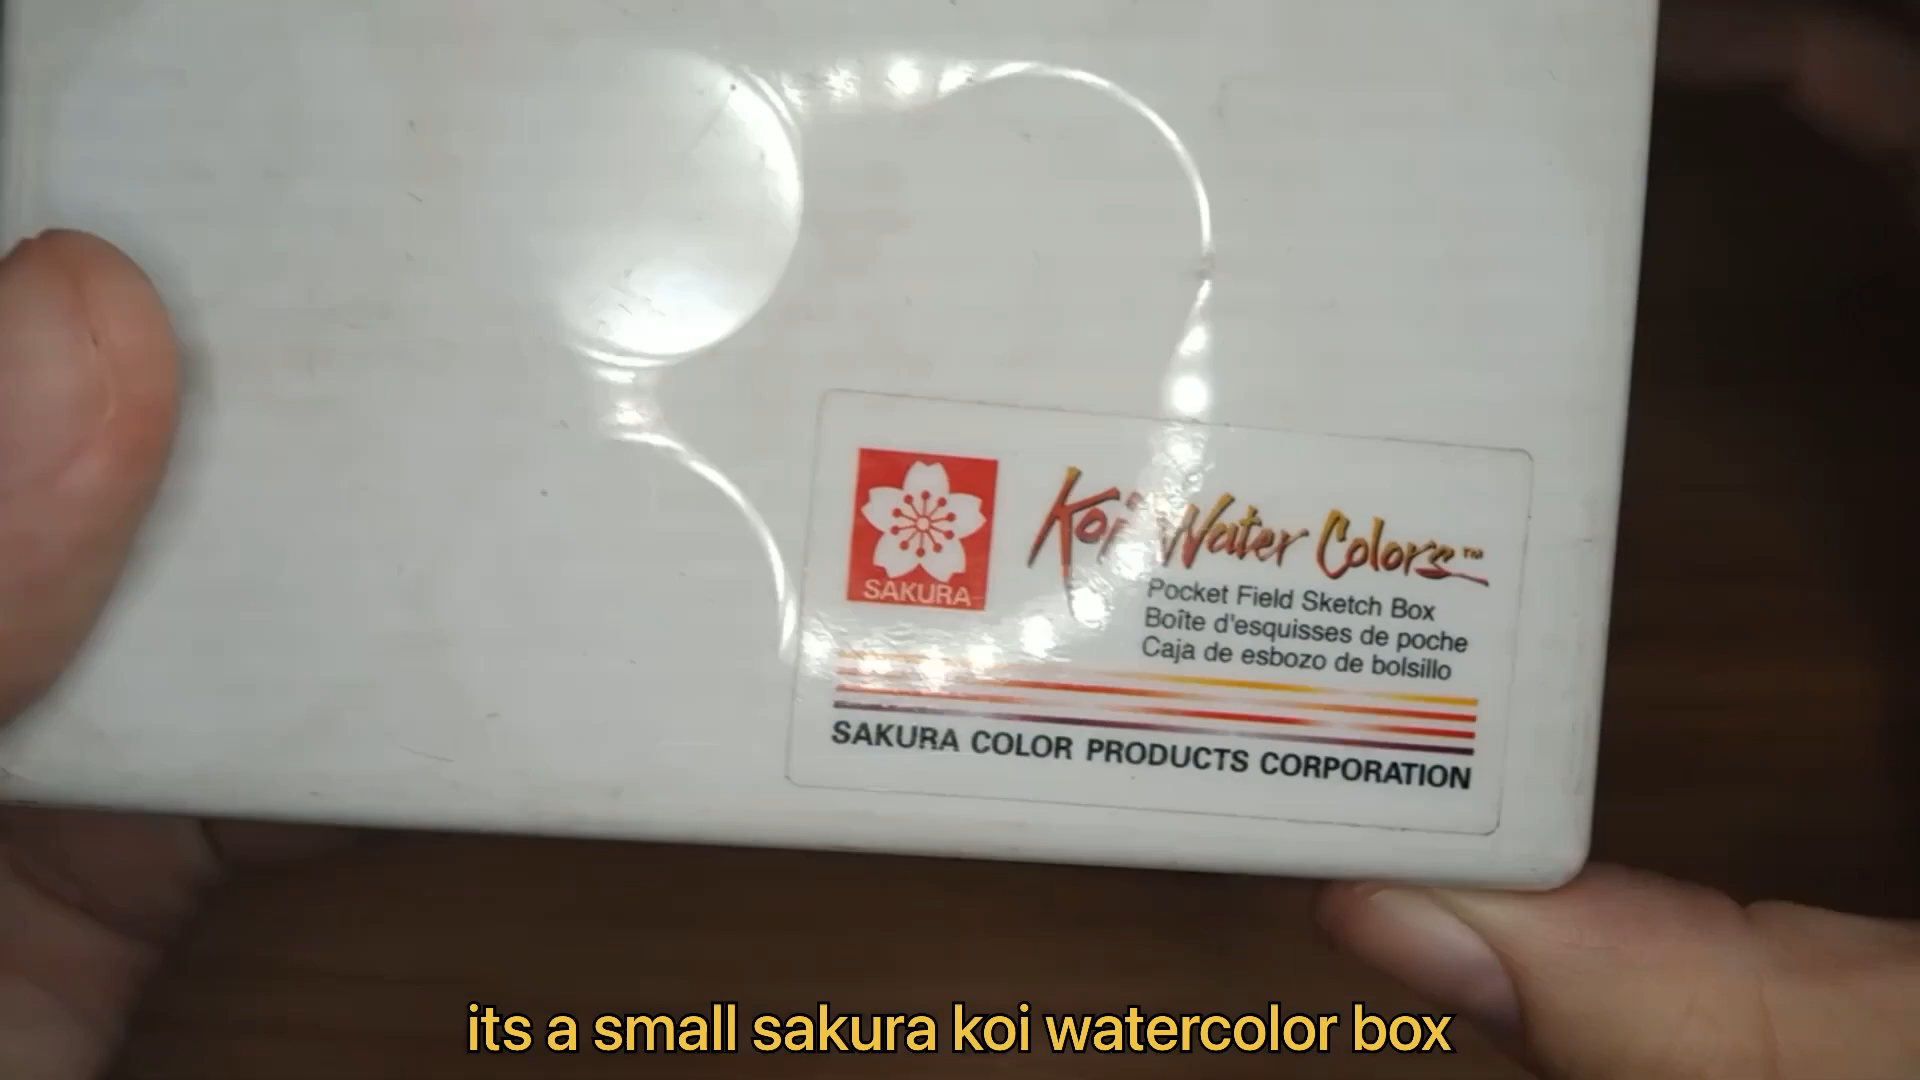 SAKURA
Koi Water Colors™
Pocket Field Sketch Box
Boîte d'esquisses de poche
Caja de esbozo de bolsillo
SAKURA COLOR PRODUCTS CORPORATION
its a small sakura koi watercolor box